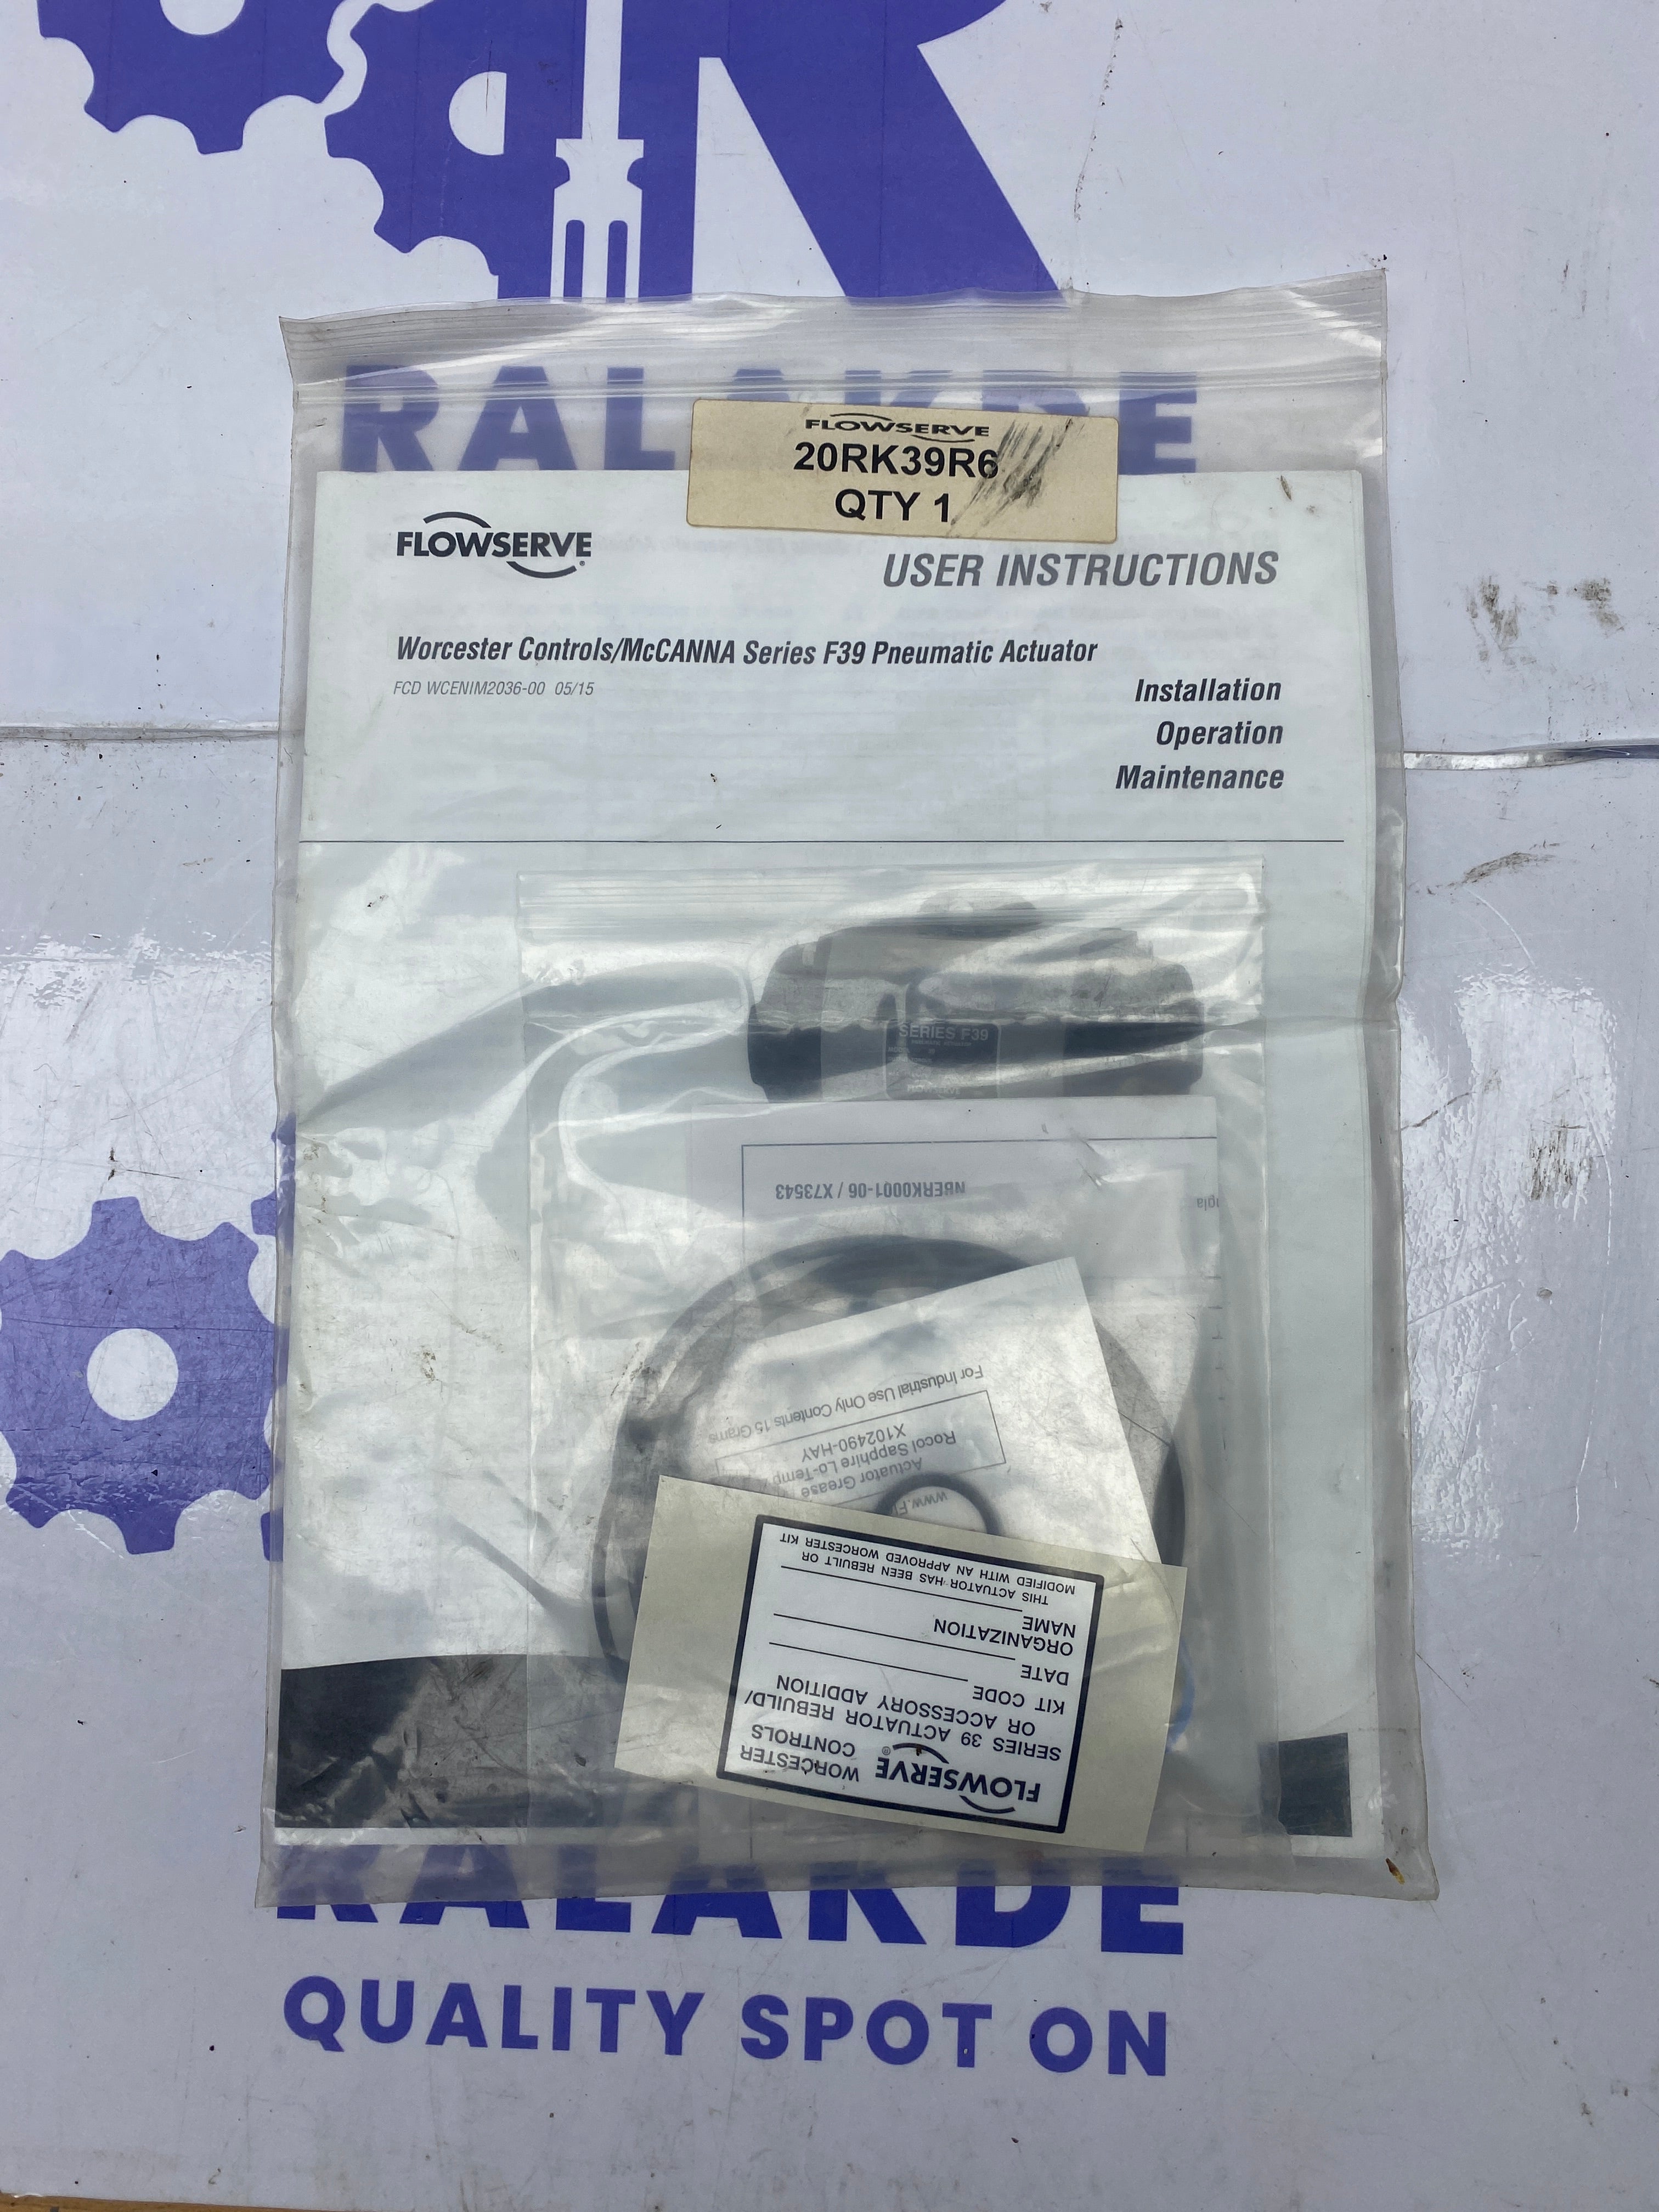 RALAKDE
FLOWSERVE
20RK39R6
QTY 1
FLOWSERVE
USER INSTRUCTIONS
Worcester Controls/McCANNA Series F39 Pneumatic Actuator
FCD WCENIM2036-00 05/15
Installation
Operation
Maintenance
SERIES F39
NBERK0001-06 / X73543
For Industrial Use Only Contents 15 Grams
X102490-HAY
Rocol Sapphire Lo-Temp
Actuator Grease
FLOWSERVE® WORCESTER CONTROLS
SERIES 39 ACTUATOR REBUILD/
OR ACCESSORY ADDITION
KIT CODE
DATE
ORGANIZATION
NAME
THIS ACTUATOR HAS BEEN REBUILT OR
MODIFIED WITH AN APPROVED WORCESTER KIT
RALAKDE
QUALITY SPOT ON